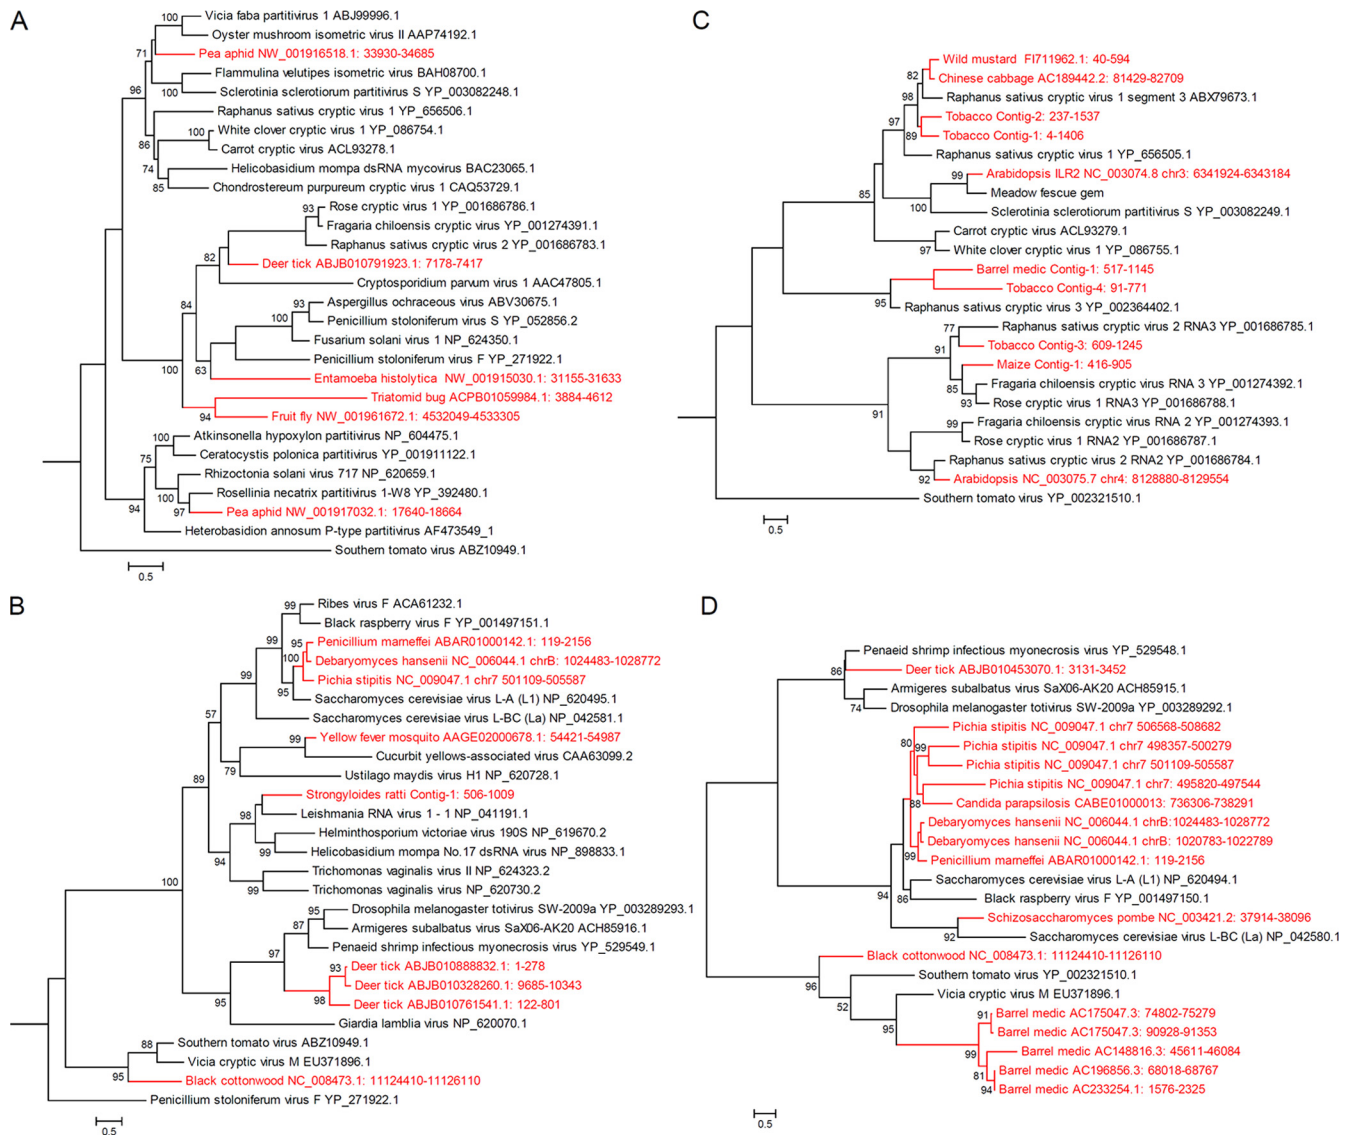 A
100
Vicia faba partitivirus 1 ABJ99996.1
Oyster mushroom isometric virus II AAP74192.1
71
Pea aphid NW_001916518.1: 33930-34685
Flammulina velutipes isometric virus BAH08700.1
100
Sclerotinia sclerotiorum partitivirus S YP_003082248.1
96
Raphanus sativus cryptic virus 1 YP_656506.1
100
White clover cryptic virus 1 YP_086754.1
86
Carrot cryptic virus ACL93278.1
74
Helicobasidium mompa dsRNA mycovirus BAC23065.1
85
Chondrostereum purpureum cryptic virus 1 CAQ53729.1
Rose cryptic virus 1 YP_001686786.1
93
Fragaria chiloensis cryptic virus YP_001274391.1
Raphanus sativus cryptic virus 2 YP_001686783.1
82
Deer tick ABJB010791923.1: 7178-7417
Cryptosporidium parvum virus 1 AAC47805.1
84
93
Aspergillus ochraceous virus ABV30675.1
100
Penicillium stoloniferum virus S YP_052856.2
Fusarium solani virus 1 NP_624350.1
Penicillium stoloniferum virus F YP_271922.1
100
63
Entamoeba histolytica NW_001915030.1: 31155-31633
Triatomid bug ACPB01059984.1: 3884-4612
94
Fruit fly NW_001961672.1: 4532049-4533305
100
Atkinsonella hypoxylon partitivirus NP_604475.1
75
Ceratocystis polonica partitivirus YP_001911122.1
Rhizoctonia solani virus 717 NP_620659.1
100
Rosellinia necatrix partitivirus 1-W8 YP_392480.1
94
97
Pea aphid NW_001917032.1: 17640-18664
Heterobasidion annosum P-type partitivirus AF473549_1
Southern tomato virus ABZ10949.1
0.5
B
99
Ribes virus F ACA61232.1
Black raspberry virus F YP_001497151.1
99
95
Penicillium marneffei ABAR01000142.1: 119-2156
100
Debaryomyces hansenii NC_006044.1 chrB: 1024483-1028772
99
Pichia stipitis NC_009047.1 chr7 501109-505587
95
Saccharomyces cerevisiae virus L-A (L1) NP_620495.1
57
Saccharomyces cerevisiae virus L-BC (La) NP_042581.1
99
Yellow fever mosquito AAGE02000678.1: 54421-54987
Cucurbit yellows-associated virus CAA63099.2
79
Ustilago maydis virus H1 NP_620728.1
89
Strongyloides ratti Contig-1: 506-1009
98
Leishmania RNA virus 1 - 1 NP_041191.1
Helminthosporium victoriae virus 190S NP_619670.2
99
Helicobasidium mompa No.17 dsRNA virus NP_898833.1
94
Trichomonas vaginalis virus II NP_624323.2
99
Trichomonas vaginalis virus NP_620730.2
100
95
Drosophila melanogaster totivirus SW-2009a YP_003289293.1
87
Armigeres subalbatus virus SaX06-AK20 ACH85916.1
Penaeid shrimp infectious myonecrosis virus YP_529549.1
97
93
Deer tick ABJB010888832.1: 1-278
Deer tick ABJB010328260.1: 9685-10343
98
Deer tick ABJB010761541.1: 122-801
95
Giardia lamblia virus NP_620070.1
Southern tomato virus ABZ10949.1
88
Vicia cryptic virus M EU371896.1
95
Black cottonwood NC_008473.1: 11124410-11126110
Penicillium stoloniferum virus F YP_271922.1
0.5
C
Wild mustard FI711962.1: 40-594
82
Chinese cabbage AC189442.2: 81429-82709
98
Raphanus sativus cryptic virus 1 segment 3 ABX79673.1
Tobacco Contig-2: 237-1537
97
89
Tobacco Contig-1: 4-1406
Raphanus sativus cryptic virus 1 YP_656505.1
99
Arabidopsis ILR2 NC_003074.8 chr3: 6341924-6343184
85
Meadow fescue gem
100
Sclerotinia sclerotiorum partitivirus S YP_003082249.1
Carrot cryptic virus ACL93279.1
97
White clover cryptic virus 1 YP_086755.1
Barrel medic Contig-1: 517-1145
Tobacco Contig-4: 91-771
95
Raphanus sativus cryptic virus 3 YP_002364402.1
77
Raphanus sativus cryptic virus 2 RNA3 YP_001686785.1
91
Tobacco Contig-3: 609-1245
Maize Contig-1: 416-905
85
Fragaria chiloensis cryptic virus RNA 3 YP_001274392.1
93
Rose cryptic virus 1 RNA3 YP_001686788.1
91
99
Fragaria chiloensis cryptic virus RNA 2 YP_001274393.1
Rose cryptic virus 1 RNA2 YP_001686787.1
Raphanus sativus cryptic virus 2 RNA2 YP_001686784.1
92
Arabidopsis NC_003075.7 chr4: 8128880-8129554
Southern tomato virus YP_002321510.1
0.5
D
Penaeid shrimp infectious myonecrosis virus YP_529548.1
86
Deer tick ABJB010453070.1: 3131-3452
Armigeres subalbatus virus SaX06-AK20 ACH85915.1
74
Drosophila melanogaster totivirus SW-2009a YP_003289292.1
Pichia stipitis NC_009047.1 chr7 506568-508682
80
99
Pichia stipitis NC_009047.1 chr7 498357-500279
Pichia stipitis NC_009047.1 chr7 501109-505587
Pichia stipitis NC_009047.1 chr7: 495820-497544
88
Candida parapsilosis CABE01000013: 736306-738291
Debaryomyces hansenii NC_006044.1 chrB:1024483-1028772
Debaryomyces hansenii NC_006044.1 chrB: 1020783-1022789
99
Penicillium marneffei ABAR01000142.1: 119-2156
Saccharomyces cerevisiae virus L-A (L1) NP_620494.1
94
86
Black raspberry virus F YP_001497150.1
Schizosaccharomyces pombe NC_003421.2: 37914-38096
92
Saccharomyces cerevisiae virus L-BC (La) NP_042580.1
Black cottonwood NC_008473.1: 11124410-11126110
96
Southern tomato virus YP_002321510.1
52
Vicia cryptic virus M EU371896.1
95
91
Barrel medic AC175047.3: 74802-75279
Barrel medic AC175047.3: 90928-91353
99
Barrel medic AC148816.3: 45611-46084
81
Barrel medic AC196856.3: 68018-68767
94
Barrel medic AC233254.1: 1576-2325
0.5